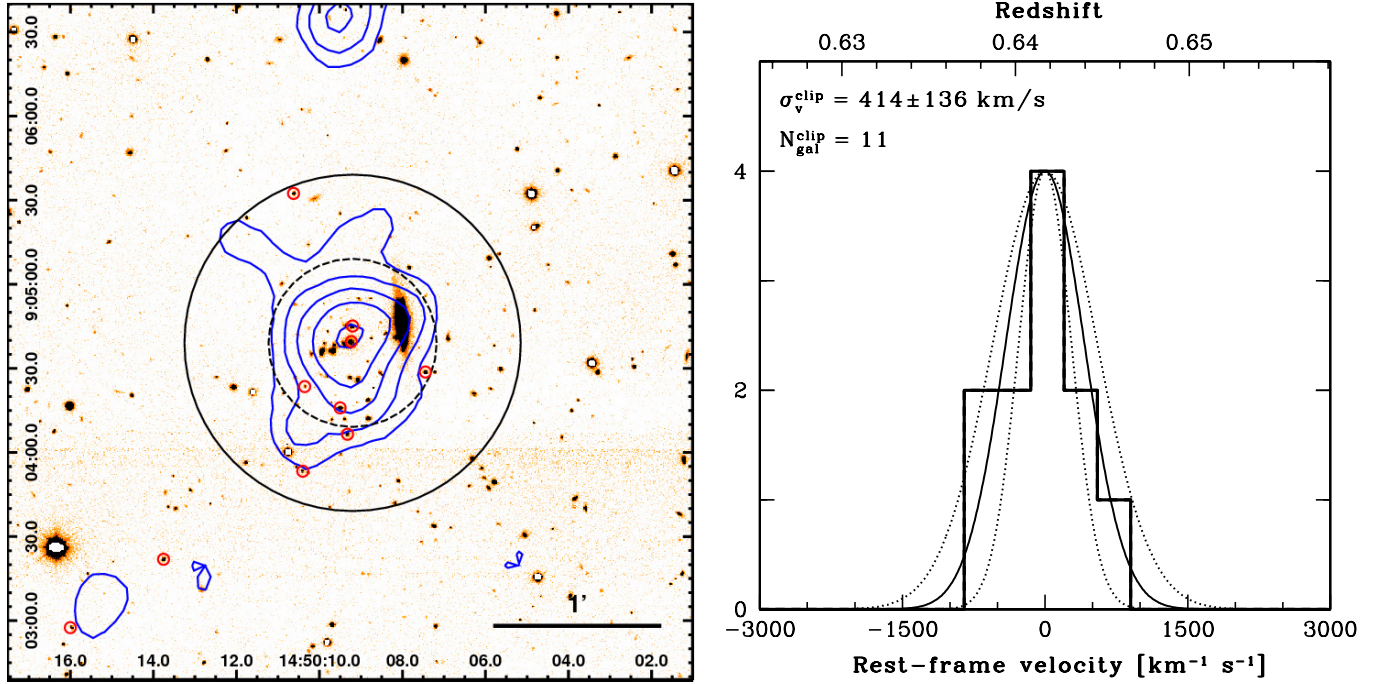 30.0
06:00.0
30.0
9:05:00.0
30.0
04:00.0
30.0
03:00.0
16.0 14.0 12.0 14:50:10.0 08.0 06.0 04.0 02.0
1'
Redshift
0.63 0.64 0.65
σ_v^clip = 414±136 km/s
N_gal^clip = 11
4
2
0
−3000 −1500 0 1500 3000
Rest−frame velocity [km⁻¹ s⁻¹]